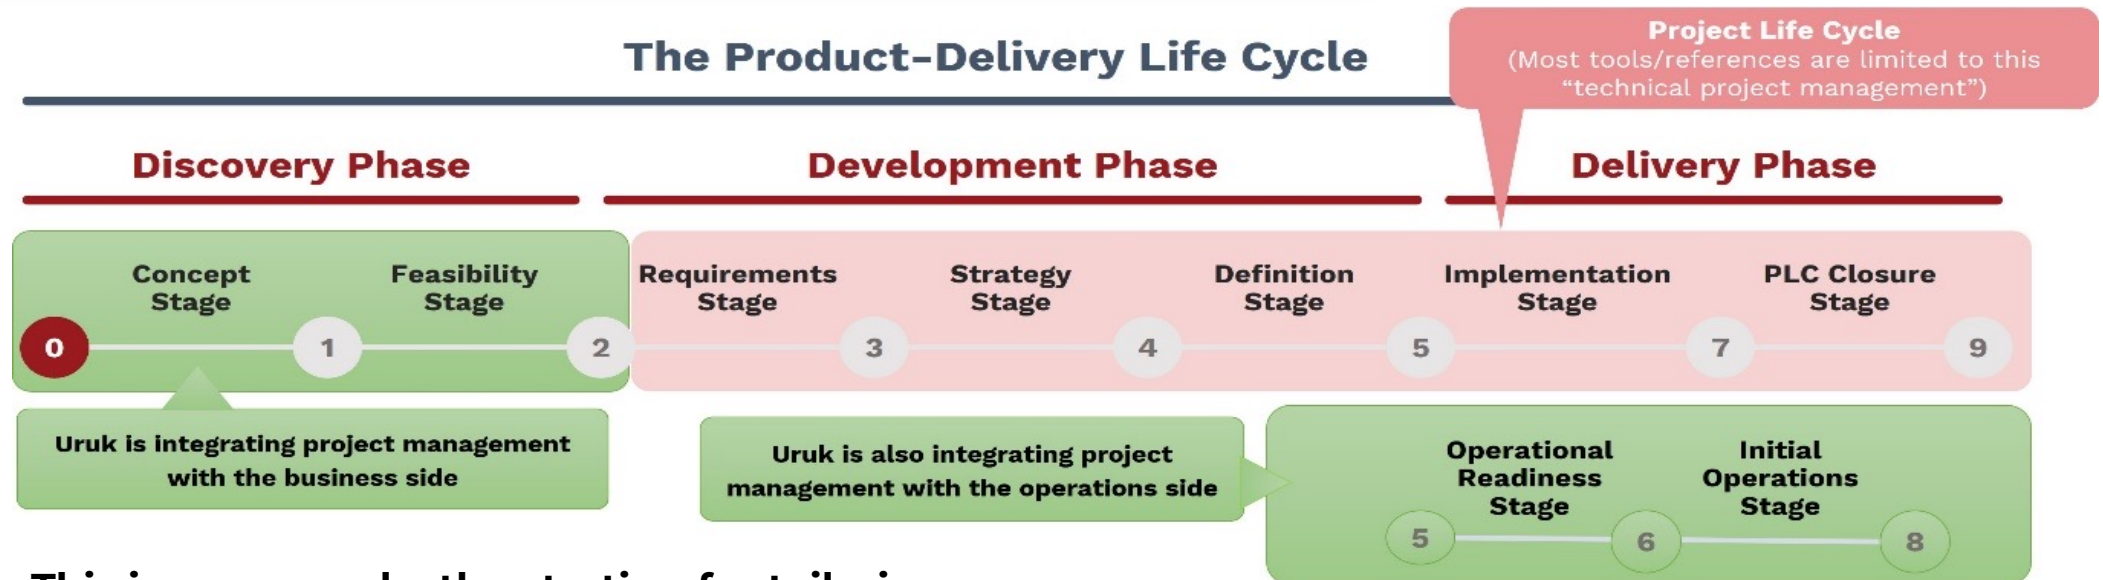 The Product-Delivery Life Cycle
Project Life Cycle
(Most tools/references are limited to this
“technical project management”)
Discovery Phase
Development Phase
Delivery Phase
Concept
Stage
Feasibility
Stage
Requirements
Stage
Strategy
Stage
Definition
Stage
Implementation
Stage
PLC Closure
Stage
0
1
2
3
4
5
7
9
Uruk is integrating project management
with the business side
Uruk is also integrating project
management with the operations side
Operational
Readiness
Stage
Initial
Operations
Stage
5
6
8